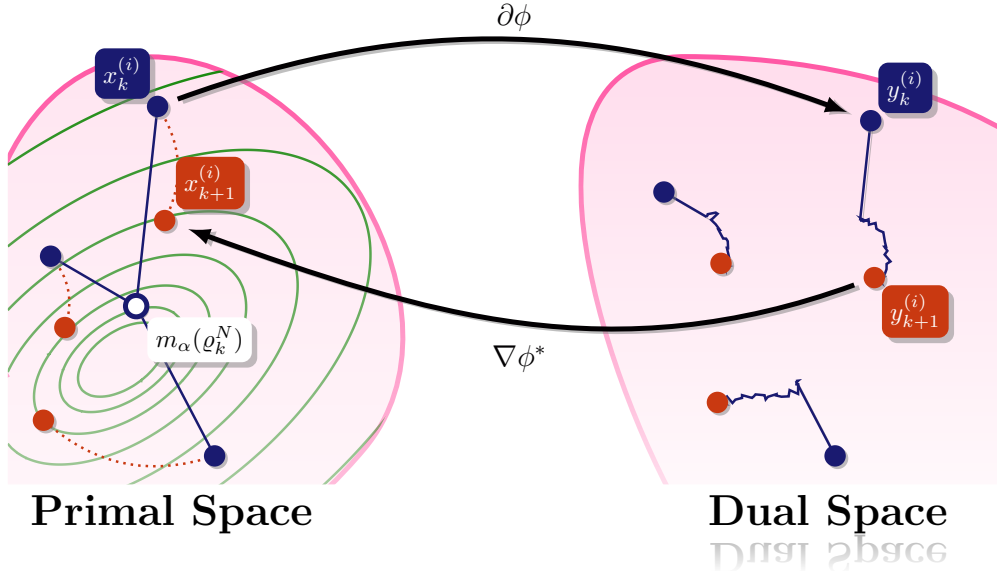 ∂ϕ
x_k^{(i)}
y_k^{(i)}
x_{k+1}^{(i)}
y_{k+1}^{(i)}
m_α(ϱ_k^N)
∇ϕ*
Primal Space
Dual Space